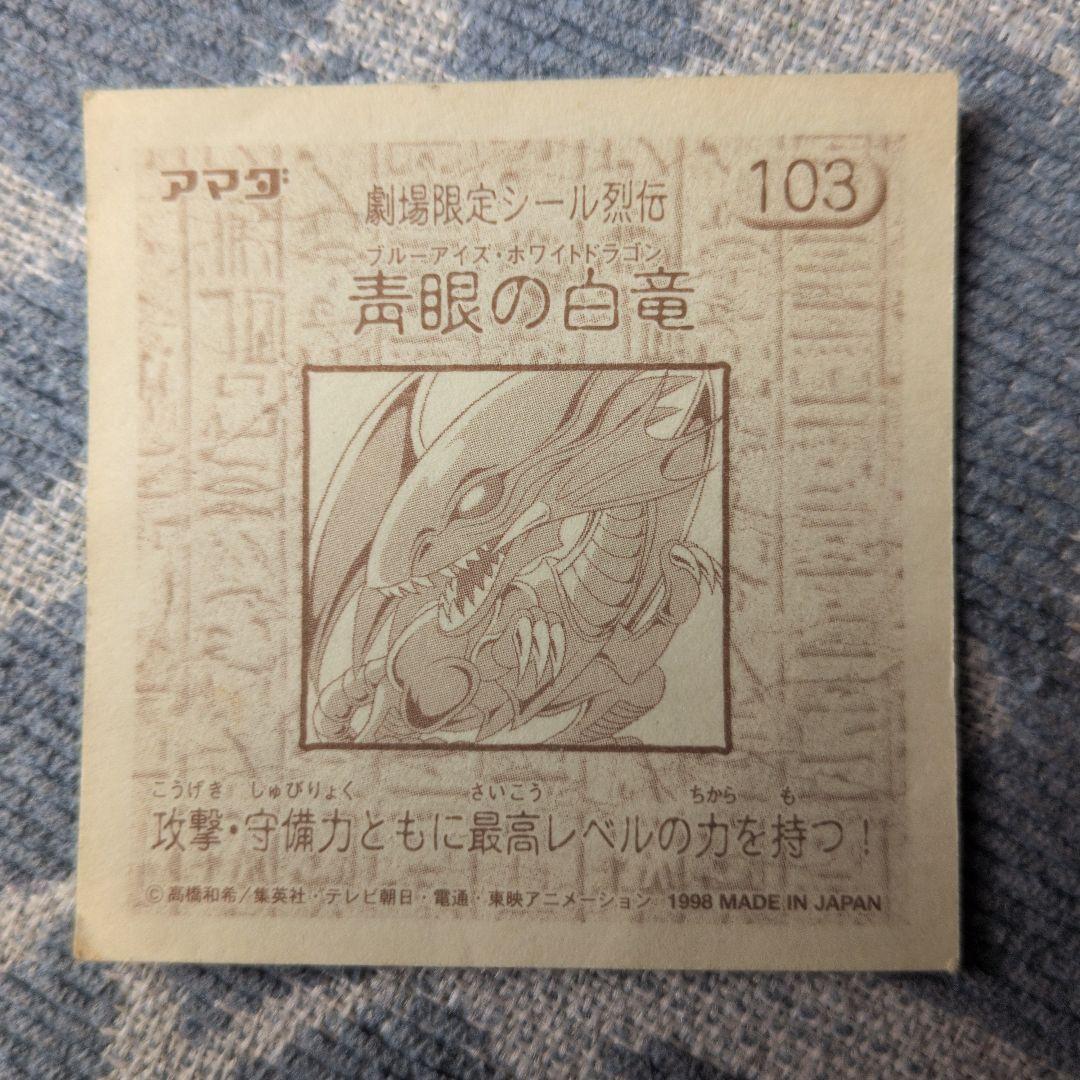 アマダ
103
劇場限定シール烈伝
ブルーアイズ・ホワイトドラゴン
青眼の白竜
こうげき しゅびりょく さいこう ちから も
攻撃・守備力ともに最高レベルの力を持つ！
©高橋和希/集英社・テレビ朝日・電通・東映アニメーション 1998 MADE IN JAPAN